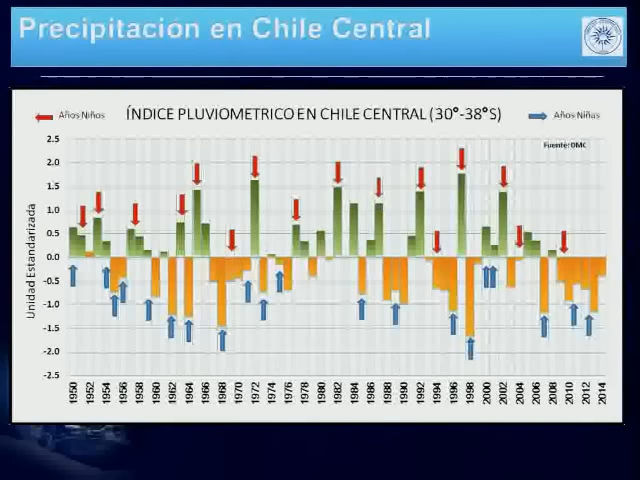 Precipitación en Chile Central
Años Niños
ÍNDICE PLUVIOMETRICO EN CHILE CENTRAL (30°-38°S)
Años Niñas
Fuente: DMC
Unidad Estandarizada
2.5
2.0
1.5
1.0
0.5
0.0
-0.5
-1.0
-1.5
-2.0
-2.5
1950 1952 1954 1956 1958 1960 1962 1964 1966 1968 1970 1972 1974 1976 1978 1980 1982 1984 1986 1988 1990 1992 1994 1996 1998 2000 2002 2004 2006 2008 2010 2012 2014